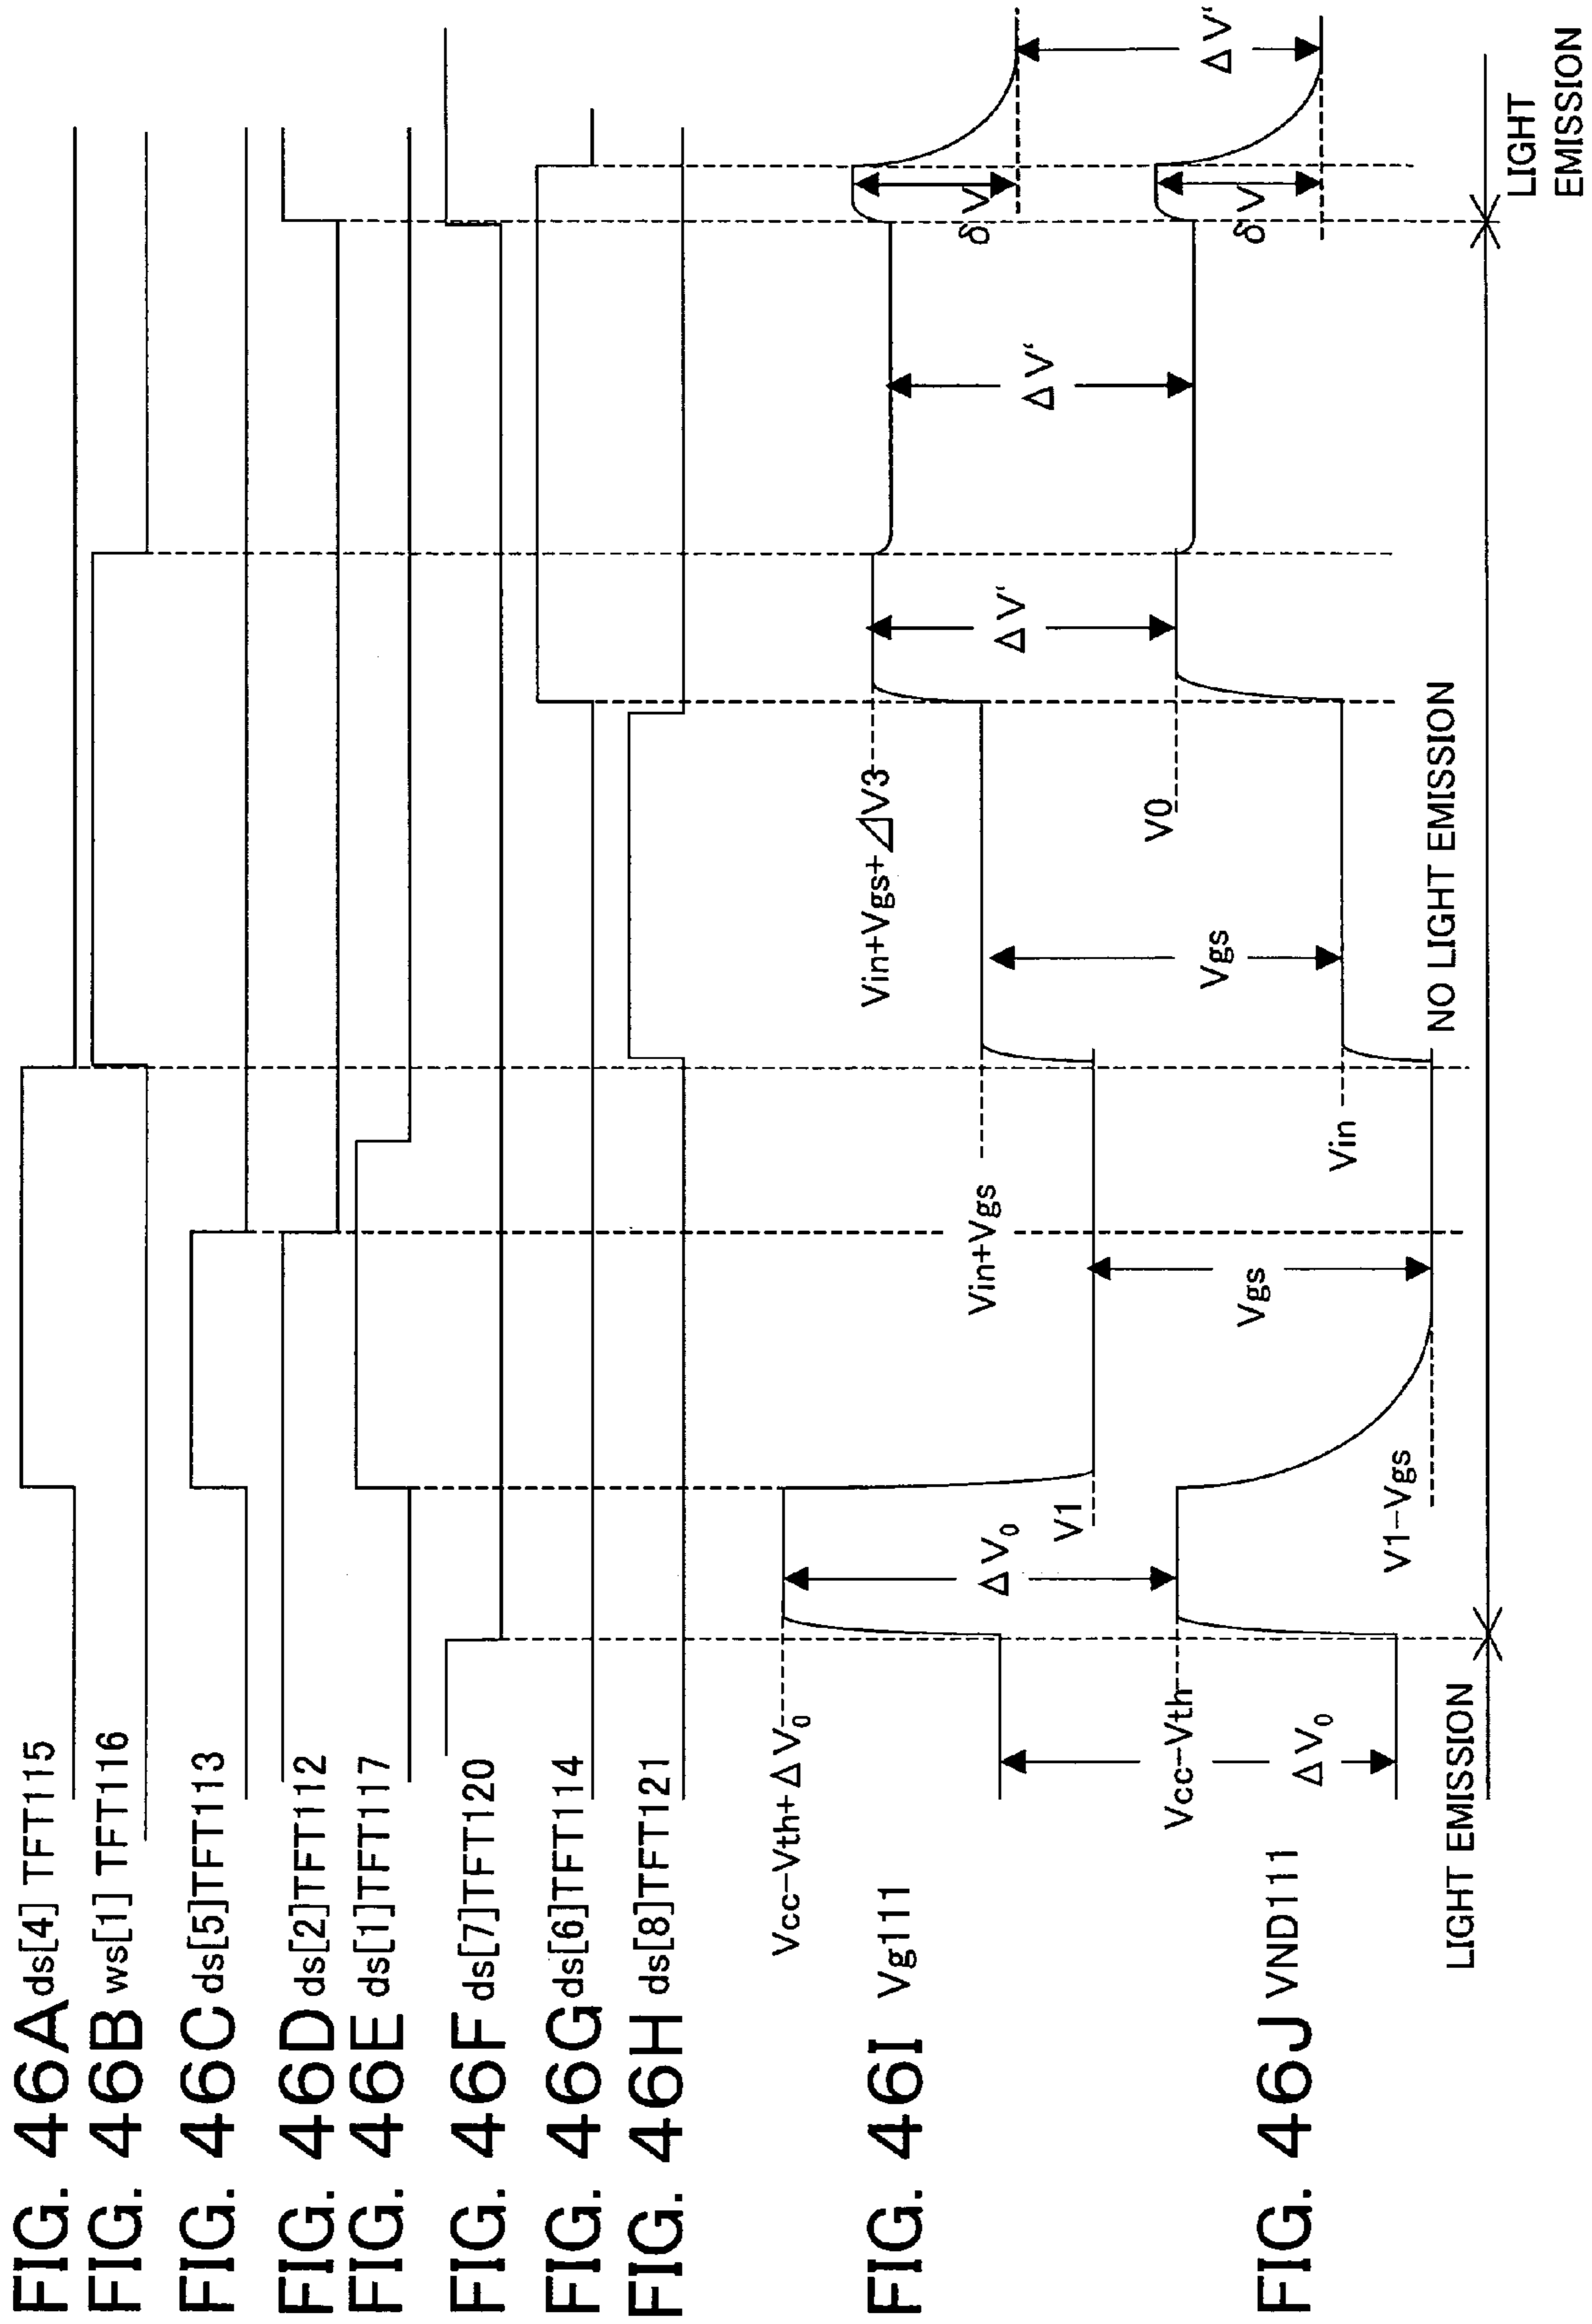 FIG. 46A ds[4] TFT115
FIG. 46B ws[1] TFT116
FIG. 46C ds[5]TFT113
FIG. 46D ds[2]TFT112
FIG. 46E ds[1]TFT117
FIG. 46F ds[7]TFT120
FIG. 46G ds[6]TFT114
FIG. 46H ds[8]TFT121
Vcc-Vth+ΔV₀
FIG. 46I Vg111
ΔV₀
V1
Vin+Vgs
Vin+Vgs+ΔV3
ΔV‘
ΔV‘
δV
Vcc-Vth
FIG. 46J VND111
ΔV₀
V1-Vgs
Vgs
Vin
Vgs
V0
δV
ΔV‘
LIGHT EMISSION
NO LIGHT EMISSION
LIGHT
EMISSION